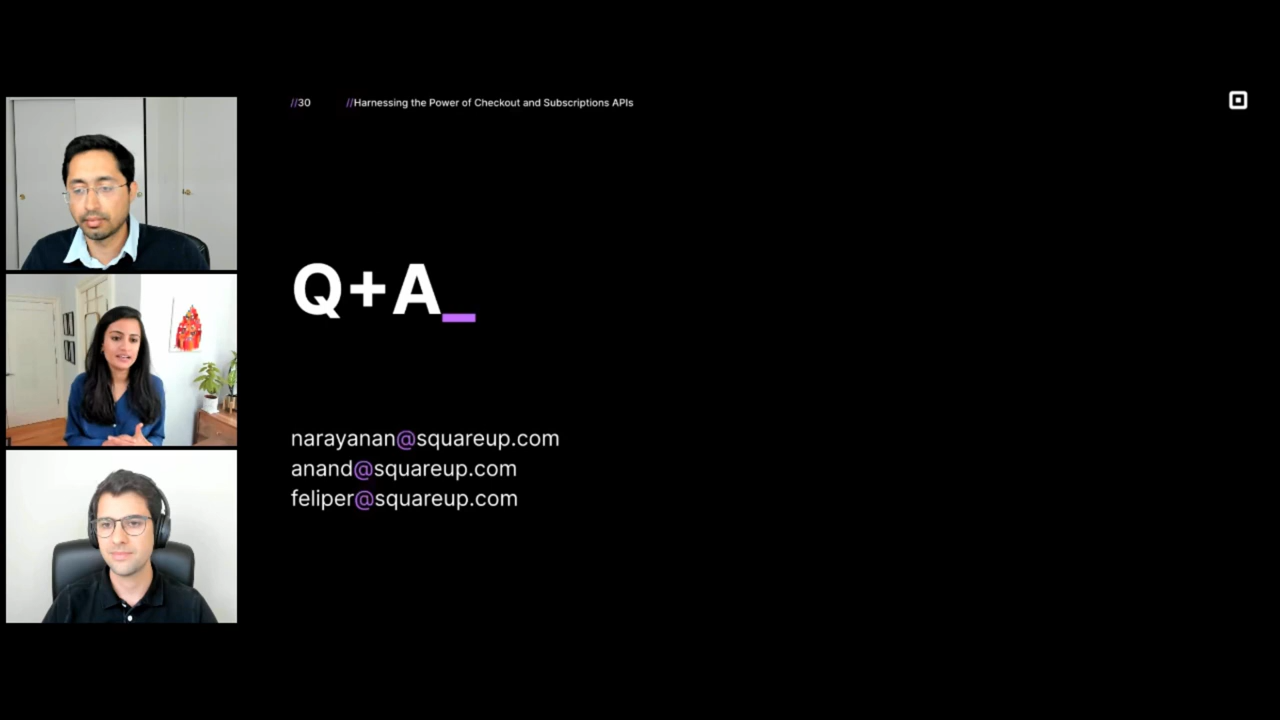 //30
//Harnessing the Power of Checkout and Subscriptions APIs
Q+A_
narayanan@squareup.com
anand@squareup.com
feliper@squareup.com